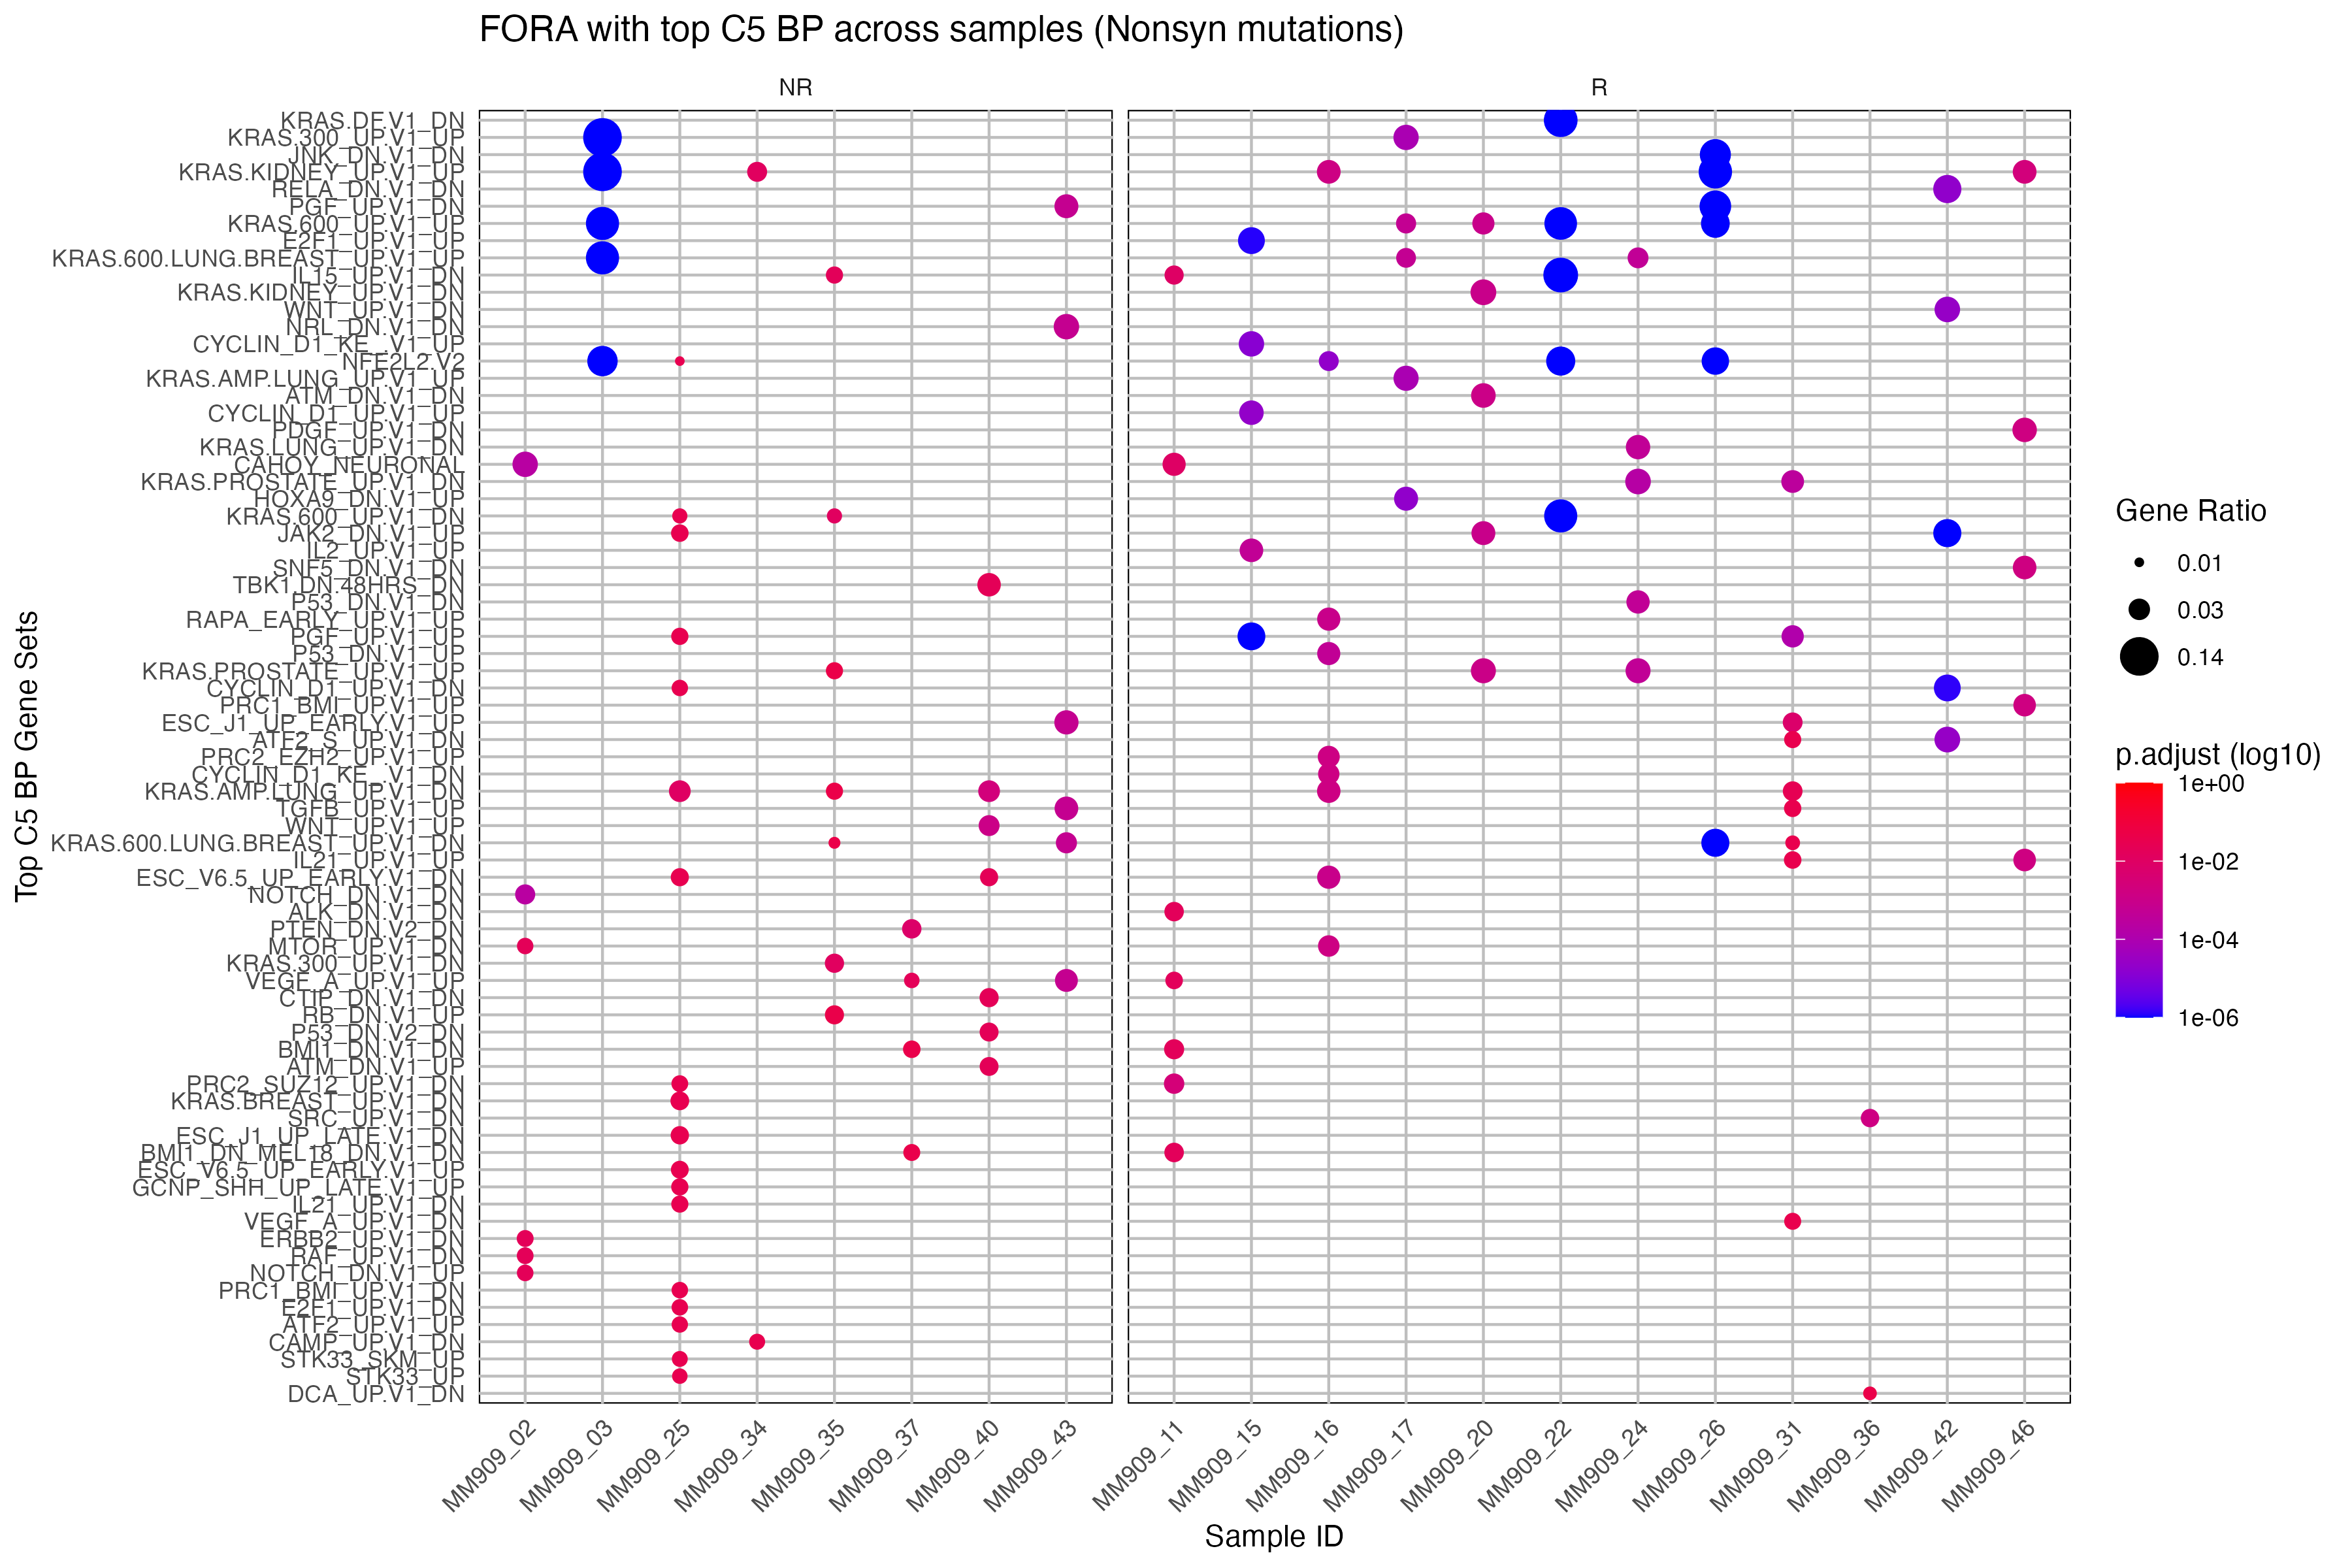 FORA with top C5 BP across samples (Nonsyn mutations)
NR
R
KRAS.DF.V1_DN
KRAS.300_UP.V1_UP
JNK_DN.V1_DN
KRAS.KIDNEY_UP.V1_UP
RELA_DN.V1_DN
PGF_UP.V1_DN
KRAS.600_UP.V1_UP
E2F1_UP.V1_UP
KRAS.600.LUNG.BREAST_UP.V1_UP
IL15_UP.V1_DN
KRAS.KIDNEY_UP.V1_DN
WNT_UP.V1_DN
NRL_DN.V1_DN
CYCLIN_D1_KE_.V1_UP
NFE2L2.V2
KRAS.AMP.LUNG_UP.V1_UP
ATM_DN.V1_DN
CYCLIN_D1_UP.V1_UP
PDGF_UP.V1_DN
KRAS.LUNG_UP.V1_DN
CAHOY_NEURONAL
KRAS.PROSTATE_UP.V1_DN
HOXA9_DN.V1_UP
KRAS.600_UP.V1_DN
JAK2_DN.V1_UP
IL2_UP.V1_UP
SNF5_DN.V1_DN
TBK1.DN.48HRS_DN
P53_DN.V1_DN
RAPA_EARLY_UP.V1_UP
PGF_UP.V1_UP
P53_DN.V1_UP
KRAS.PROSTATE_UP.V1_UP
CYCLIN_D1_UP.V1_DN
PRC1_BMI_UP.V1_UP
ESC_J1_UP_EARLY.V1_UP
ATF2_S_UP.V1_DN
PRC2_EZH2_UP.V1_UP
CYCLIN_D1_KE_.V1_DN
KRAS.AMP.LUNG_UP.V1_DN
TGFB_UP.V1_UP
WNT_UP.V1_UP
KRAS.600.LUNG.BREAST_UP.V1_DN
IL21_UP.V1_UP
ESC_V6.5_UP_EARLY.V1_DN
NOTCH_DN.V1_DN
ALK_DN.V1_DN
PTEN_DN.V2_DN
MTOR_UP.V1_DN
KRAS.300_UP.V1_DN
VEGF_A_UP.V1_UP
CTIP_DN.V1_DN
RB_DN.V1_UP
P53_DN.V2_DN
BMI1_DN.V1_DN
ATM_DN.V1_UP
PRC2_SUZ12_UP.V1_DN
KRAS.BREAST_UP.V1_DN
SRC_UP.V1_DN
ESC_J1_UP_LATE.V1_DN
BMI1_DN_MEL18_DN.V1_DN
ESC_V6.5_UP_EARLY.V1_UP
GCNP_SHH_UP_LATE.V1_UP
IL21_UP.V1_DN
VEGF_A_UP.V1_DN
ERBB2_UP.V1_DN
RAF_UP.V1_DN
NOTCH_DN.V1_UP
PRC1_BMI_UP.V1_DN
E2F1_UP.V1_DN
ATF2_UP.V1_UP
CAMP_UP.V1_DN
STK33_SKM_UP
STK33_UP
DCA_UP.V1_DN
Top C5 BP Gene Sets
MM909_02
MM909_03
MM909_25
MM909_34
MM909_35
MM909_37
MM909_40
MM909_43
MM909_11
MM909_15
MM909_16
MM909_17
MM909_20
MM909_22
MM909_24
MM909_26
MM909_31
MM909_36
MM909_42
MM909_46
Sample ID
Gene Ratio
0.01
0.03
0.14
p.adjust (log10)
1e+00
1e-02
1e-04
1e-06